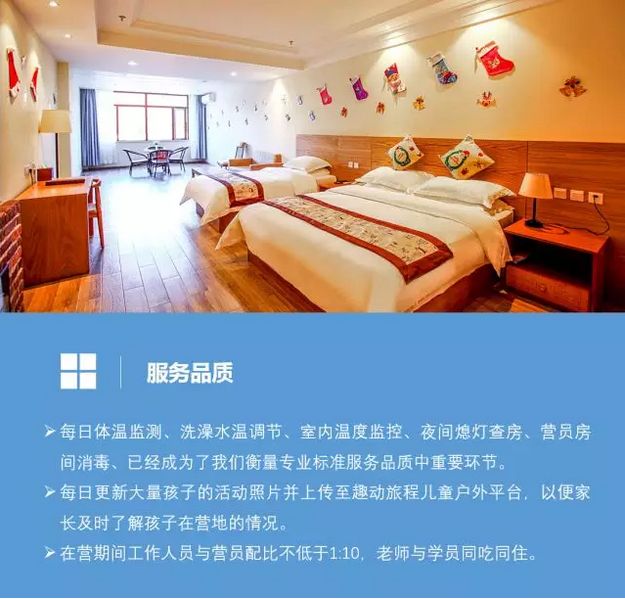 服务品质
每日体温监测、洗澡水温调节、室内温度监控、夜间熄灯查房、营员房
间消毒、已经成为了我们衡量专业标准服务品质中重要环节。
每日更新大量孩子的活动照片并上传至趣动旅程儿童户外平台，以便家
长及时了解孩子在营地的情况。
在营期间工作人员与营员配比不低于1:10，老师与学员同吃同住。